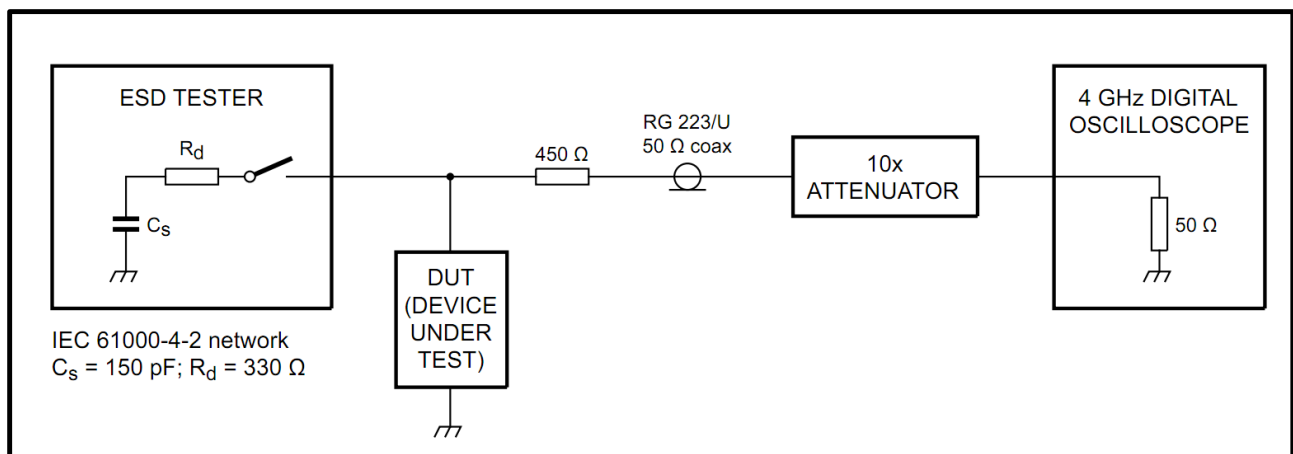 ESD TESTER
Rd
Cs
IEC 61000-4-2 network
Cs = 150 pF; Rd = 330 Ω
DUT
(DEVICE
UNDER
TEST)
450 Ω
RG 223/U
50 Ω coax
10x
ATTENUATOR
4 GHz DIGITAL
OSCILLOSCOPE
50 Ω